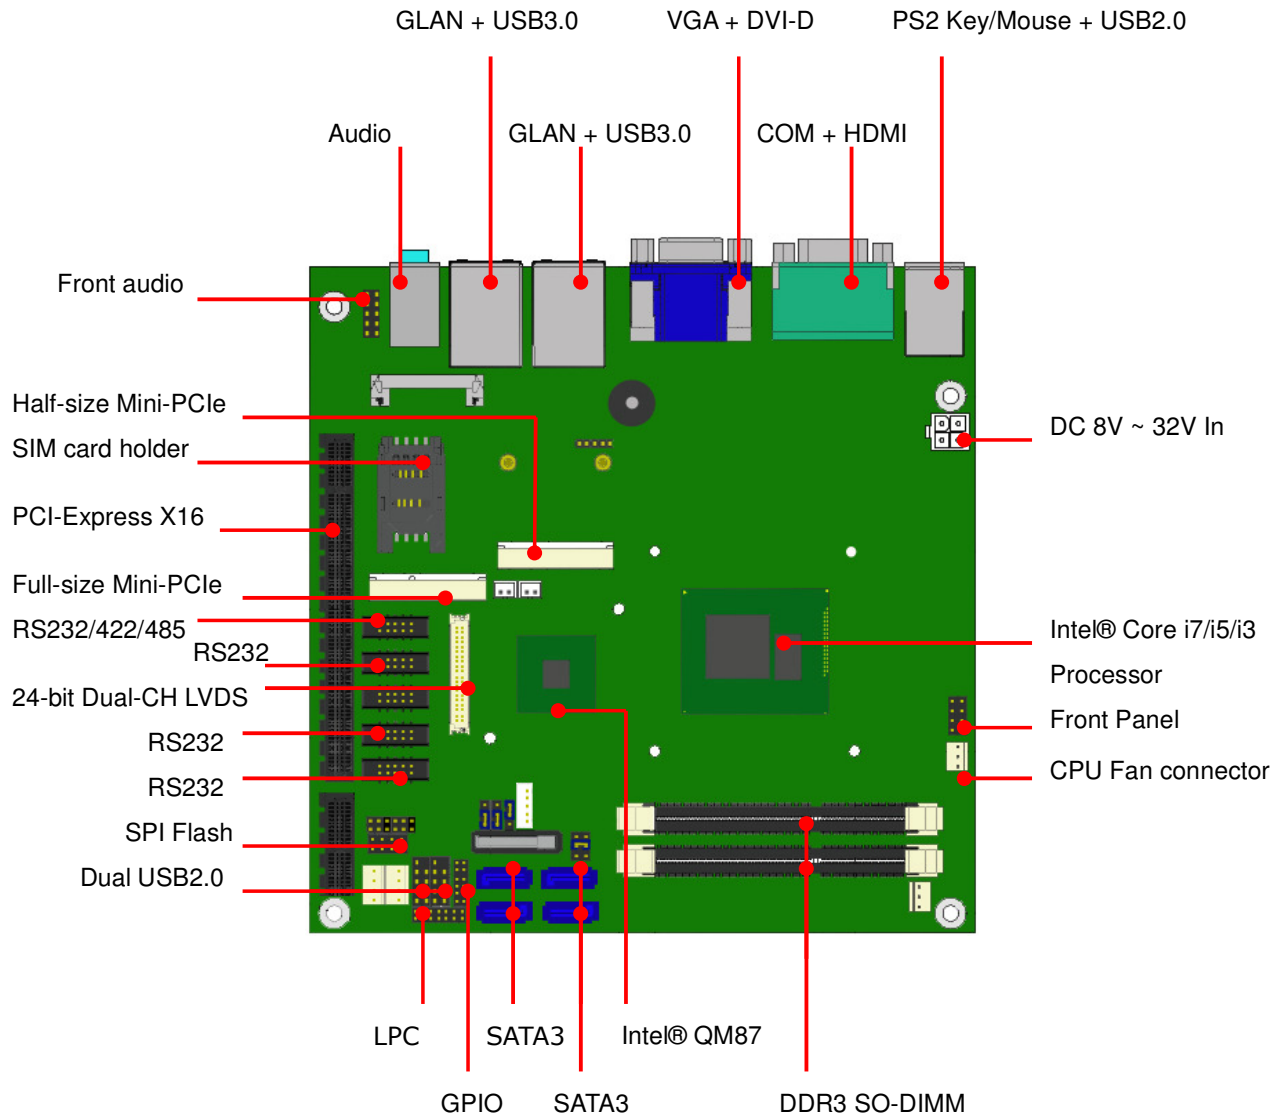 GLAN + USB3.0
VGA + DVI-D
PS2 Key/Mouse + USB2.0
Audio
GLAN + USB3.0
COM + HDMI
Front audio
Half-size Mini-PCIe
DC 8V ~ 32V In
SIM card holder
PCI-Express X16
Full-size Mini-PCIe
RS232/422/485
Intel® Core i7/i5/i3
RS232
Processor
24-bit Dual-CH LVDS
Front Panel
RS232
CPU Fan connector
RS232
SPI Flash
Dual USB2.0
LPC
SATA3
Intel® QM87
GPIO
SATA3
DDR3 SO-DIMM